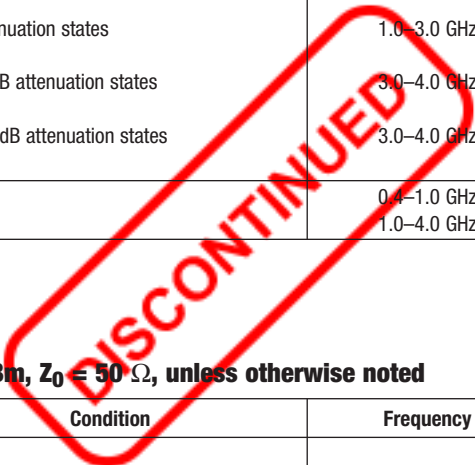 attenuation states 1.0–3.0 GHz
dB attenuation states 3.0–4.0 GHz
dB attenuation states 3.0–4.0 GHz
0.4–1.0 GHz
1.0–4.0 GHz
DISCONTINUED
Z0 = 50 Ω, unless otherwise noted
Condition Frequency